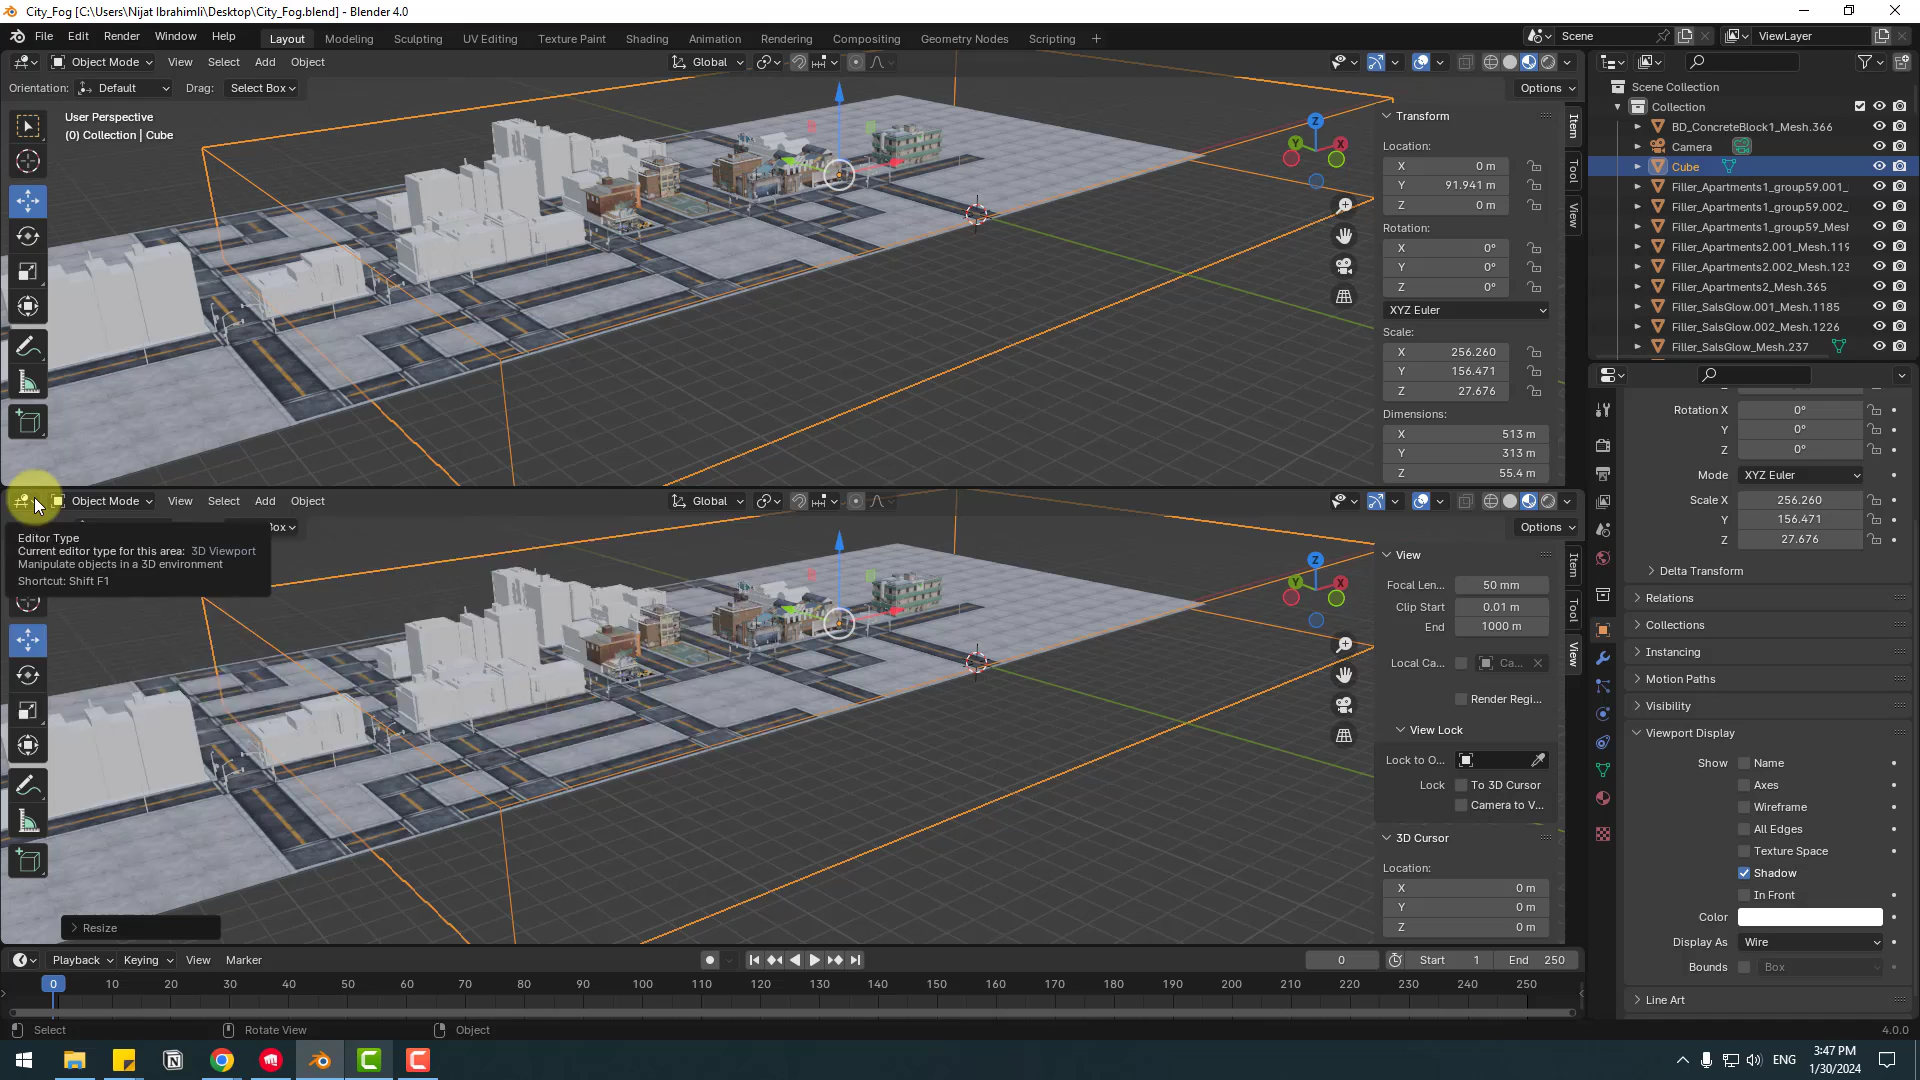 City_Fog [C:\Users\Nijat Ibrahimli\Desktop\City_Fog.blend] - Blender 4.0
File Edit Render Window Help
Layout Modeling Sculpting UV Editing Texture Paint Shading Animation Rendering Compositing Geometry Nodes Scripting +
Scene ViewLayer
Object Mode View Select Add Object Global
Orientation: Default Drag: Select Box Options
User Perspective
(0) Collection | Cube
Transform
Location:
X 0 m
Y 91.941 m
Z 0 m
Rotation:
X 0°
Y 0°
Z 0°
XYZ Euler
Scale:
X 256.260
Y 156.471
Z 27.676
Dimensions:
X 513 m
Y 313 m
Z 55.4 m
Item
Tool
View
Z
Y
X
Scene Collection
Collection
BD_ConcreteBlock1_Mesh.366
Camera
Cube
Filler_Apartments1_group59.001_
Filler_Apartments1_group59.002_
Filler_Apartments1_group59_Mesh
Filler_Apartments2.001_Mesh.119
Filler_Apartments2.002_Mesh.123
Filler_Apartments2_Mesh.365
Filler_SalsGlow.001_Mesh.1185
Filler_SalsGlow.002_Mesh.1226
Filler_SalsGlow_Mesh.237
Rotation X 0°
Y 0°
Z 0°
Mode XYZ Euler
Scale X 256.260
Y 156.471
Z 27.676
Delta Transform
Relations
Collections
Instancing
Motion Paths
Visibility
Viewport Display
Show Name
Axes
Wireframe
All Edges
Texture Space
Shadow
In Front
Color
Display As Wire
Bounds Box
Line Art
Object Mode View Select Add Object Global
Box Options
Editor Type
Current editor type for this area: 3D Viewport
Manipulate objects in a 3D environment
Shortcut: Shift F1
View
Focal Len... 50 mm
Clip Start 0.01 m
End 1000 m
Local Ca... Ca...
Render Regi...
View Lock
Lock to O...
Lock To 3D Cursor
Camera to V...
3D Cursor
Location:
X 0 m
Y 0 m
Z 0 m
Item
Tool
View
Z
Y
X
Resize
Playback Keying View Marker 0 Start 1 End 250
0 10 20 30 40 50 60 70 80 90 100 110 120 130 140 150 160 170 180 190 200 210 220 230 240 250
Select Rotate View Object 4.0.0
ENG
3:47 PM
1/30/2024